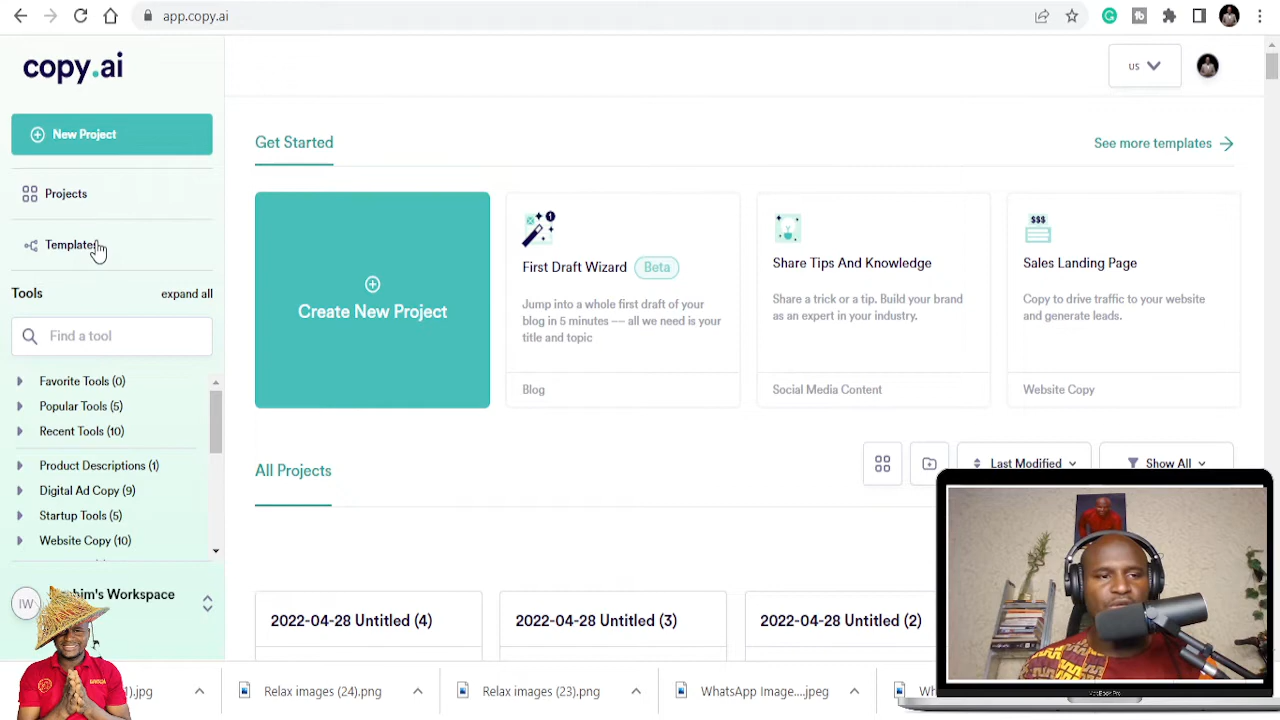 app.copy.ai
copy.ai
US
New Project
Get Started
See more templates
Projects
Templates
Create New Project
First Draft Wizard
Beta
Jump into a whole first draft of your
blog in 5 minutes –– all we need is your
title and topic
Blog
Share Tips And Knowledge
Share a trick or a tip. Build your brand
as an expert in your industry.
Social Media Content
$$$
Sales Landing Page
Copy to drive traffic to your website
and generate leads.
Website Copy
Tools
expand all
Find a tool
Favorite Tools (0)
Popular Tools (5)
Recent Tools (10)
Product Descriptions (1)
Digital Ad Copy (9)
Startup Tools (5)
Website Copy (10)
All Projects
Last Modified
Show All
IW
him's Workspace
2022-04-28 Untitled (4)
2022-04-28 Untitled (3)
2022-04-28 Untitled (2)
).jpg
Relax images (24).png
Relax images (23).png
WhatsApp Image....jpeg
MacBook Pro